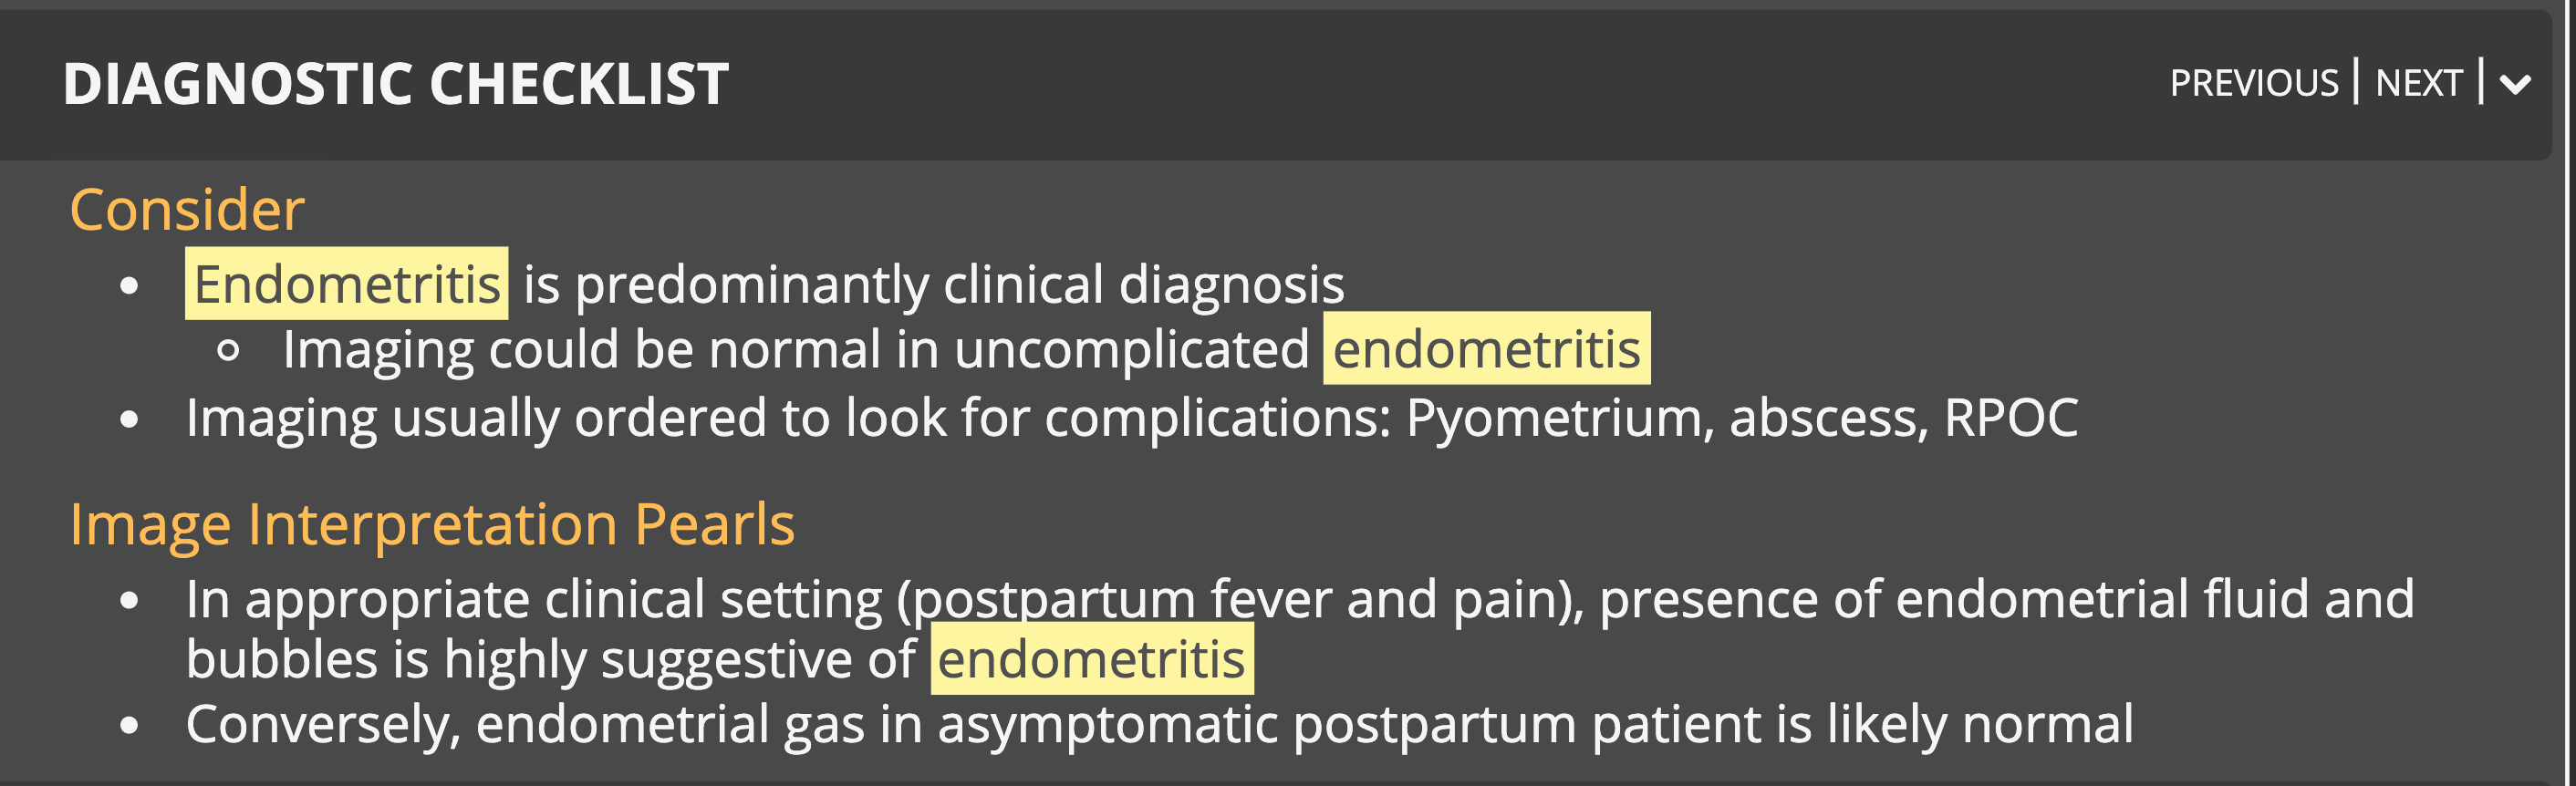 DIAGNOSTIC CHECKLIST
PREVIOUS | NEXT |
Consider
• Endometritis is predominantly clinical diagnosis
◦ Imaging could be normal in uncomplicated endometritis
• Imaging usually ordered to look for complications: Pyometrium, abscess, RPOC
Image Interpretation Pearls
• In appropriate clinical setting (postpartum fever and pain), presence of endometrial fluid and
bubbles is highly suggestive of endometritis
• Conversely, endometrial gas in asymptomatic postpartum patient is likely normal